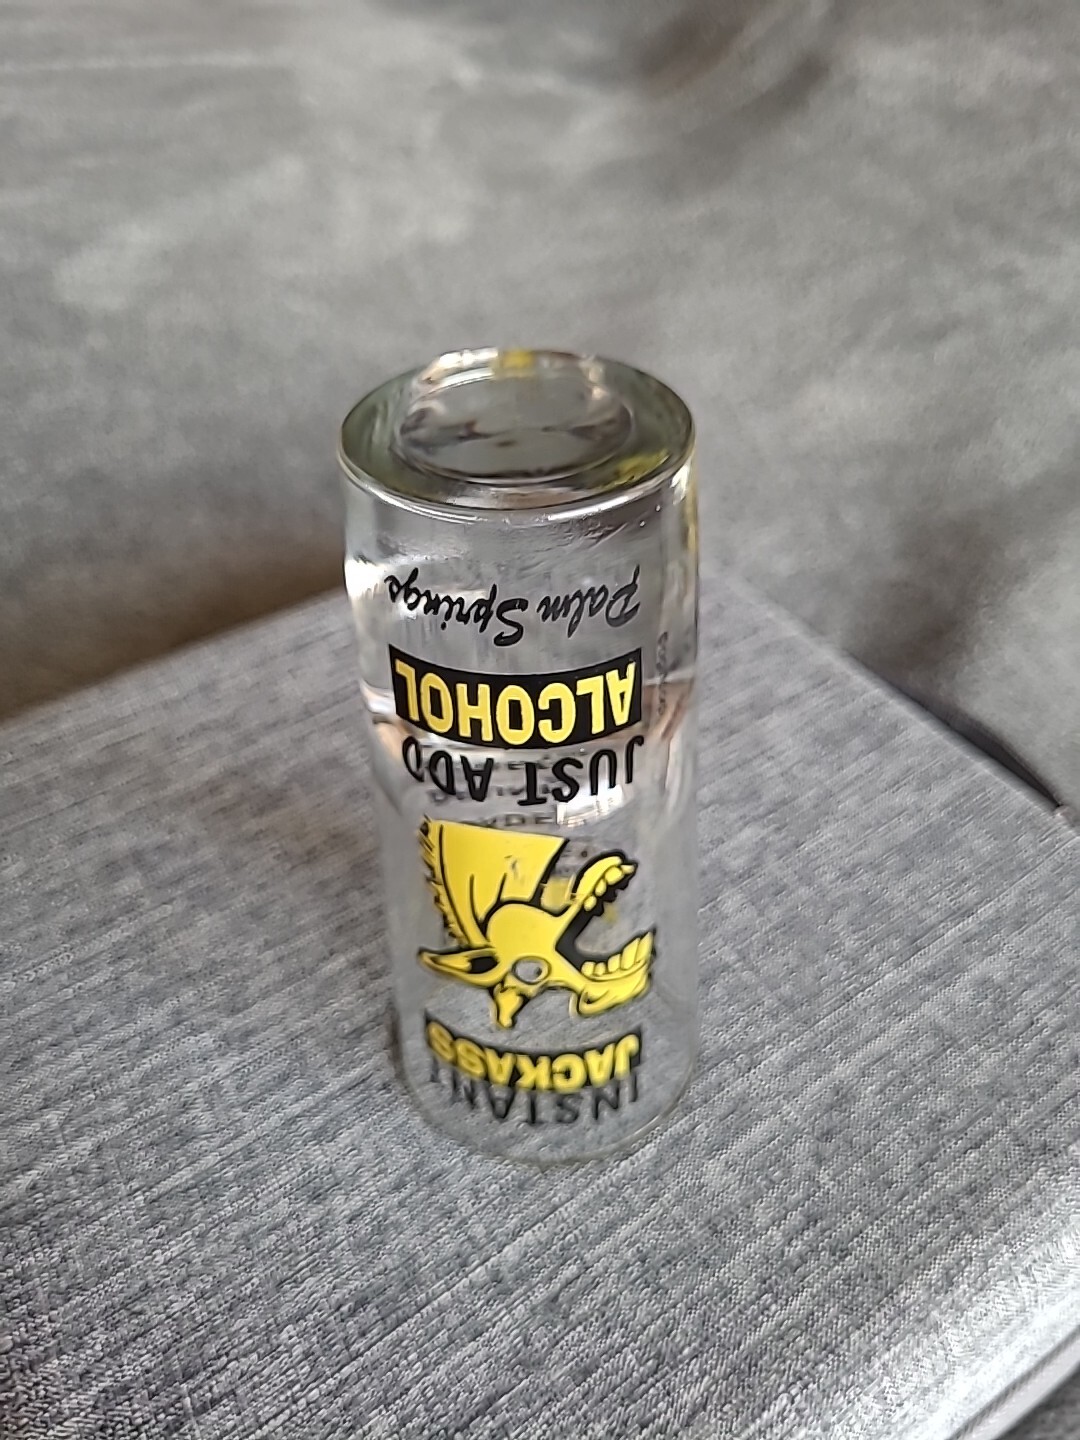 INSTANT
JACKASS
JUST ADD
ALCOHOL
Palm Springs